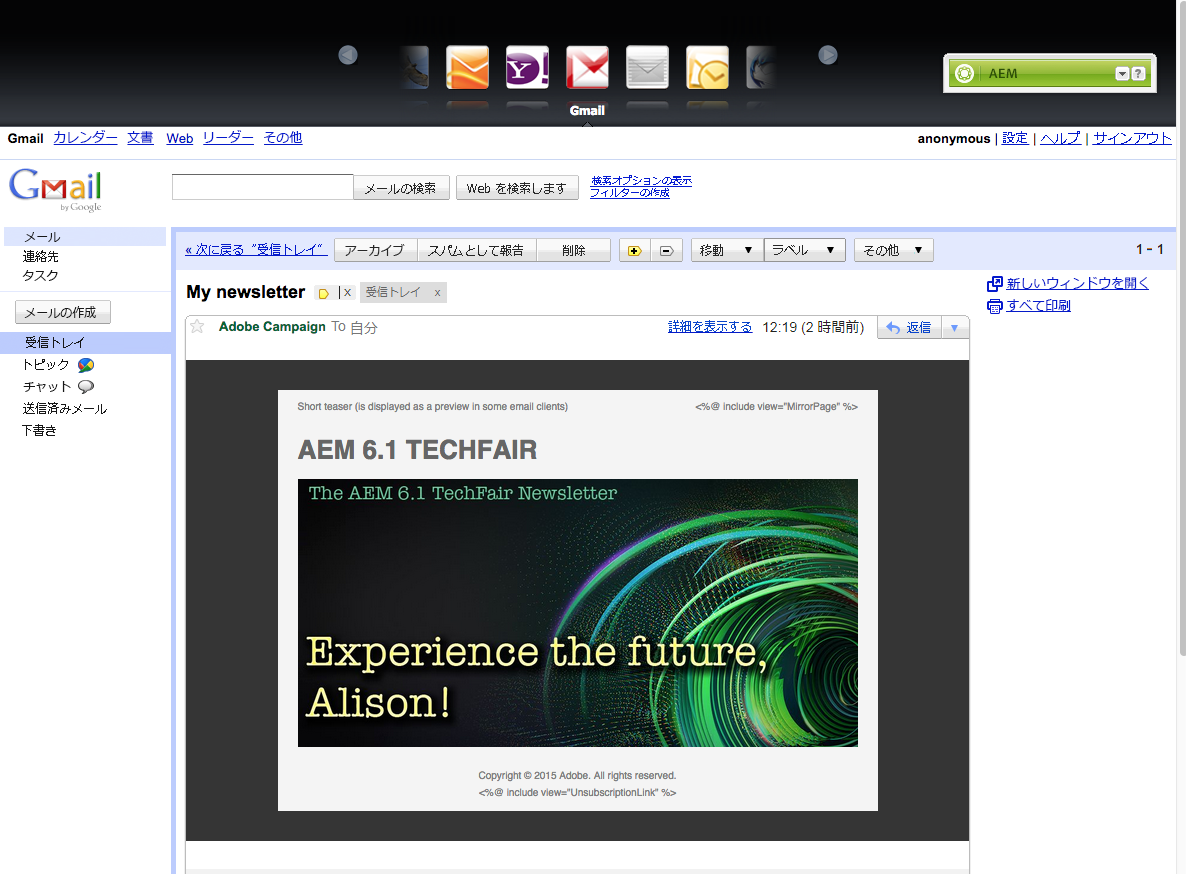 Gmail
AEM ?
Gmail カレンダー 文書 Web リーダー その他
anonymous | 設定 | ヘルプ | サインアウト
Gmail
by Google
メールの検索 Web を検索します
検索オプションの表示
フィルターの作成
メール
連絡先
タスク
メールの作成
受信トレイ
トピック
チャット
送信済みメール
下書き
« 次に戻る “受信トレイ” アーカイブ スパムとして報告 削除 移動 ▼ ラベル ▼ その他 ▼ 1 - 1
My newsletter | x 受信トレイ x
新しいウィンドウを開く
すべて印刷
Adobe Campaign To 自分 詳細を表示する 12:19 (2 時間前) 返信 ▼
Short teaser (is displayed as a preview in some email clients) <%@ include view="MirrorPage" %>
AEM 6.1 TECHFAIR
The AEM 6.1 TechFair Newsletter
Experience the future,
Alison!
Copyright © 2015 Adobe. All rights reserved.
<%@ include view="UnsubscriptionLink" %>